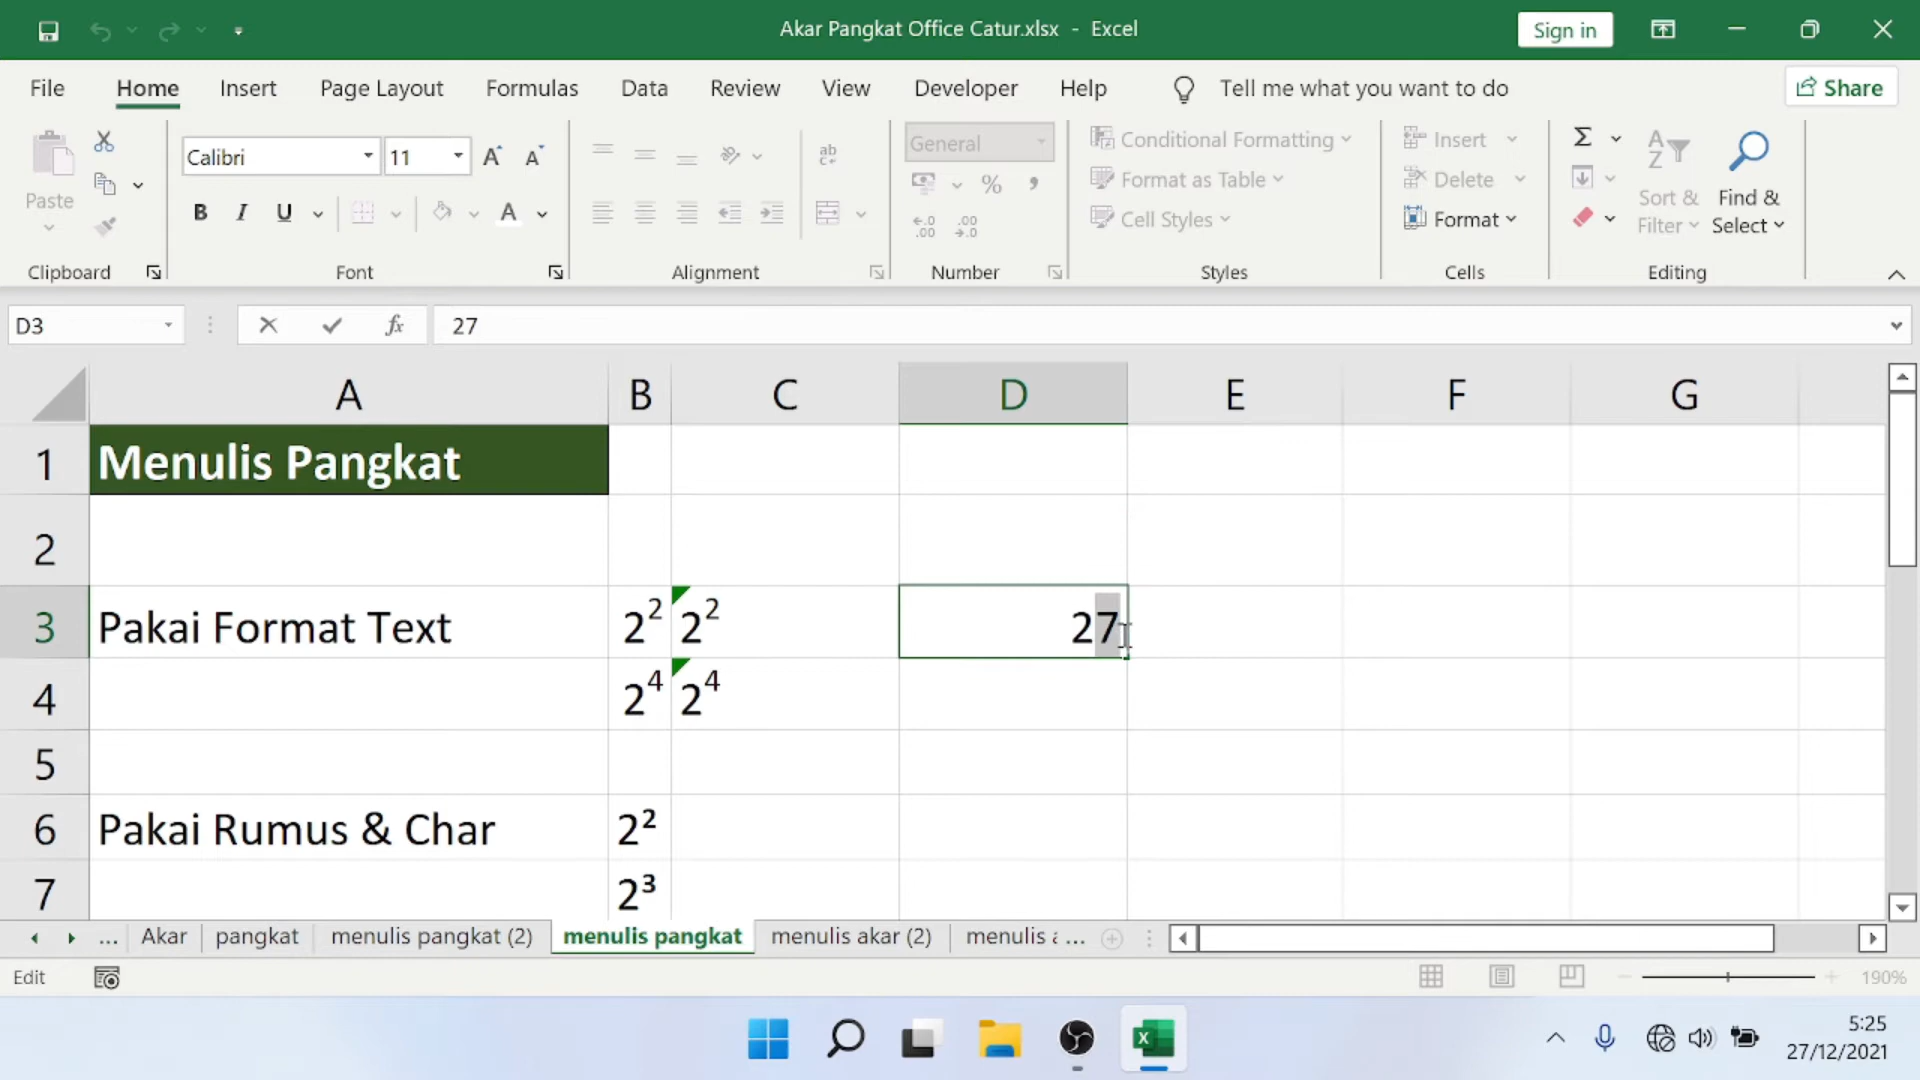 Akar Pangkat Office Catur.xlsx - Excel
Sign in
File Home Insert Page Layout Formulas Data Review View Developer Help Tell me what you want to do Share
Paste
Calibri 11
General
Conditional Formatting
Format as Table
Cell Styles
Insert
Delete
Format
Sort & Filter
Find & Select
Clipboard Font Alignment Number Styles Cells Editing
D3 fx 27
A B C D E F G
1 Menulis Pangkat
2
3 Pakai Format Text 2² 2² 27
4 2⁴ 2⁴
5
6 Pakai Rumus & Char 2²
7 2³
... Akar pangkat menulis pangkat (2) menulis pangkat menulis akar (2) menulis a ...
Edit 190%
5:25
27/12/2021